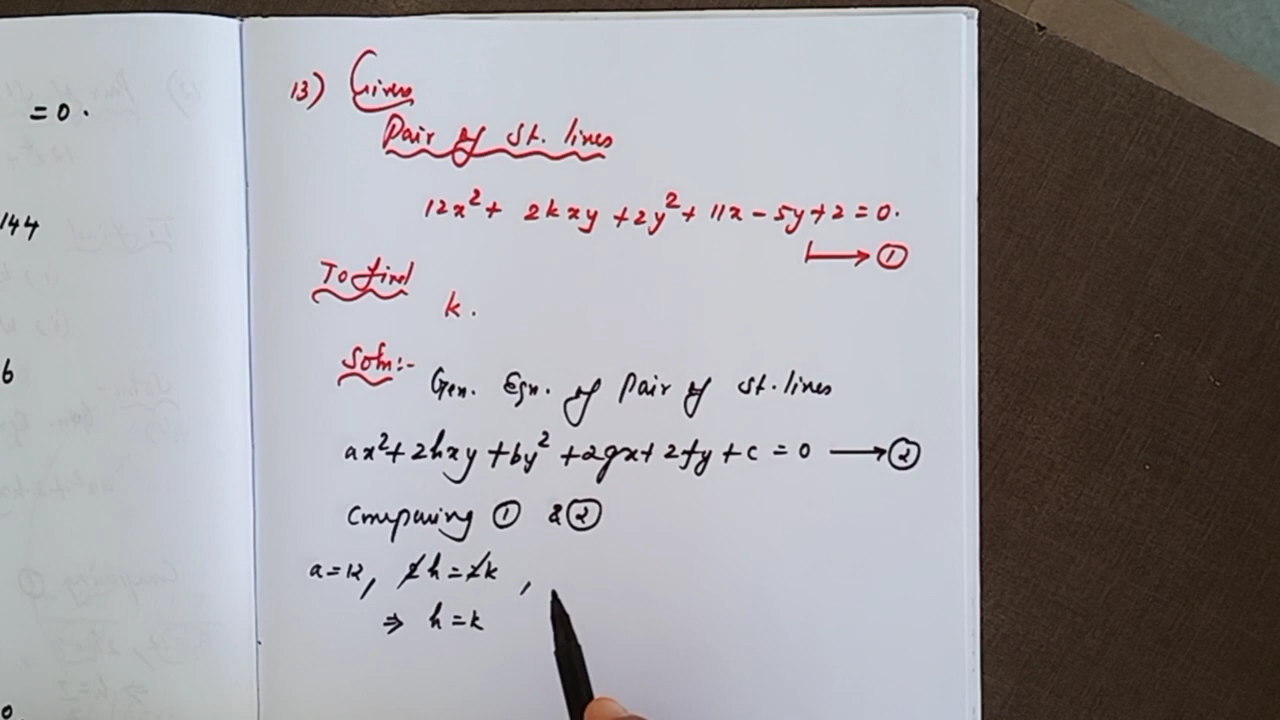 = 0 .
144
6
0
13) Given
Pair of St. lines
12x² + 2kxy + 2y² + 11x - 5y + 2 = 0.
→ ①
To find
k .
Soln:-
Gen. Eqn. of Pair of St. lines
ax² + 2hxy + by² + 2gx + 2fy + c = 0 → ②
Comparing ① & ②
a = 12, 2h = 2k ,
⇒ h = k